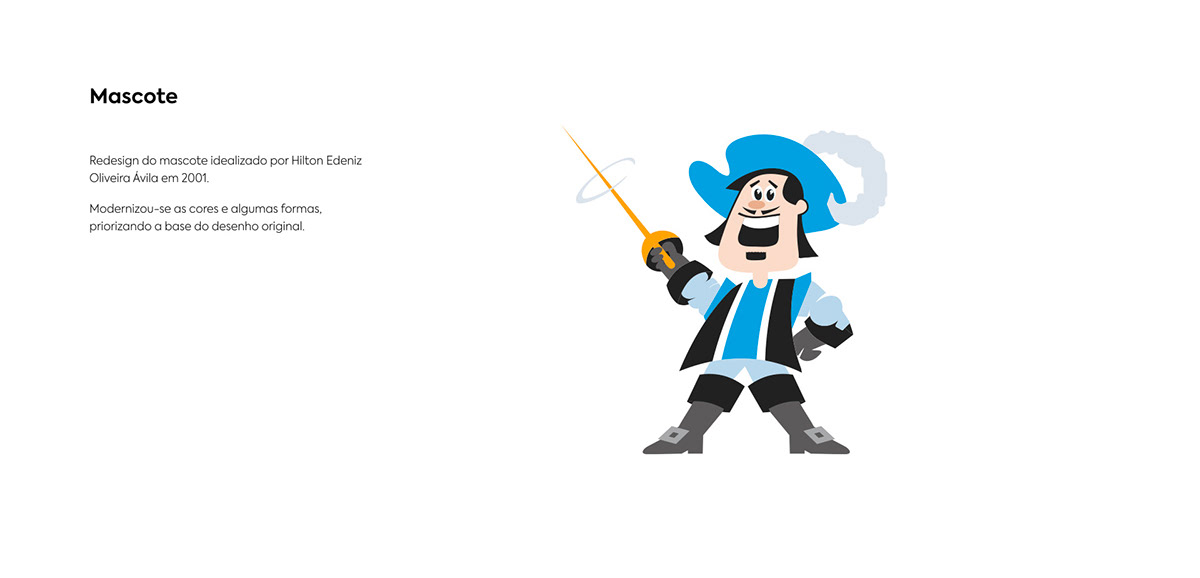 Mascote
Redesign do mascote idealizado por Hilton Edeniz
Oliveira Ávila em 2001.
Modernizou-se as cores e algumas formas,
priorizando a base do desenho original.